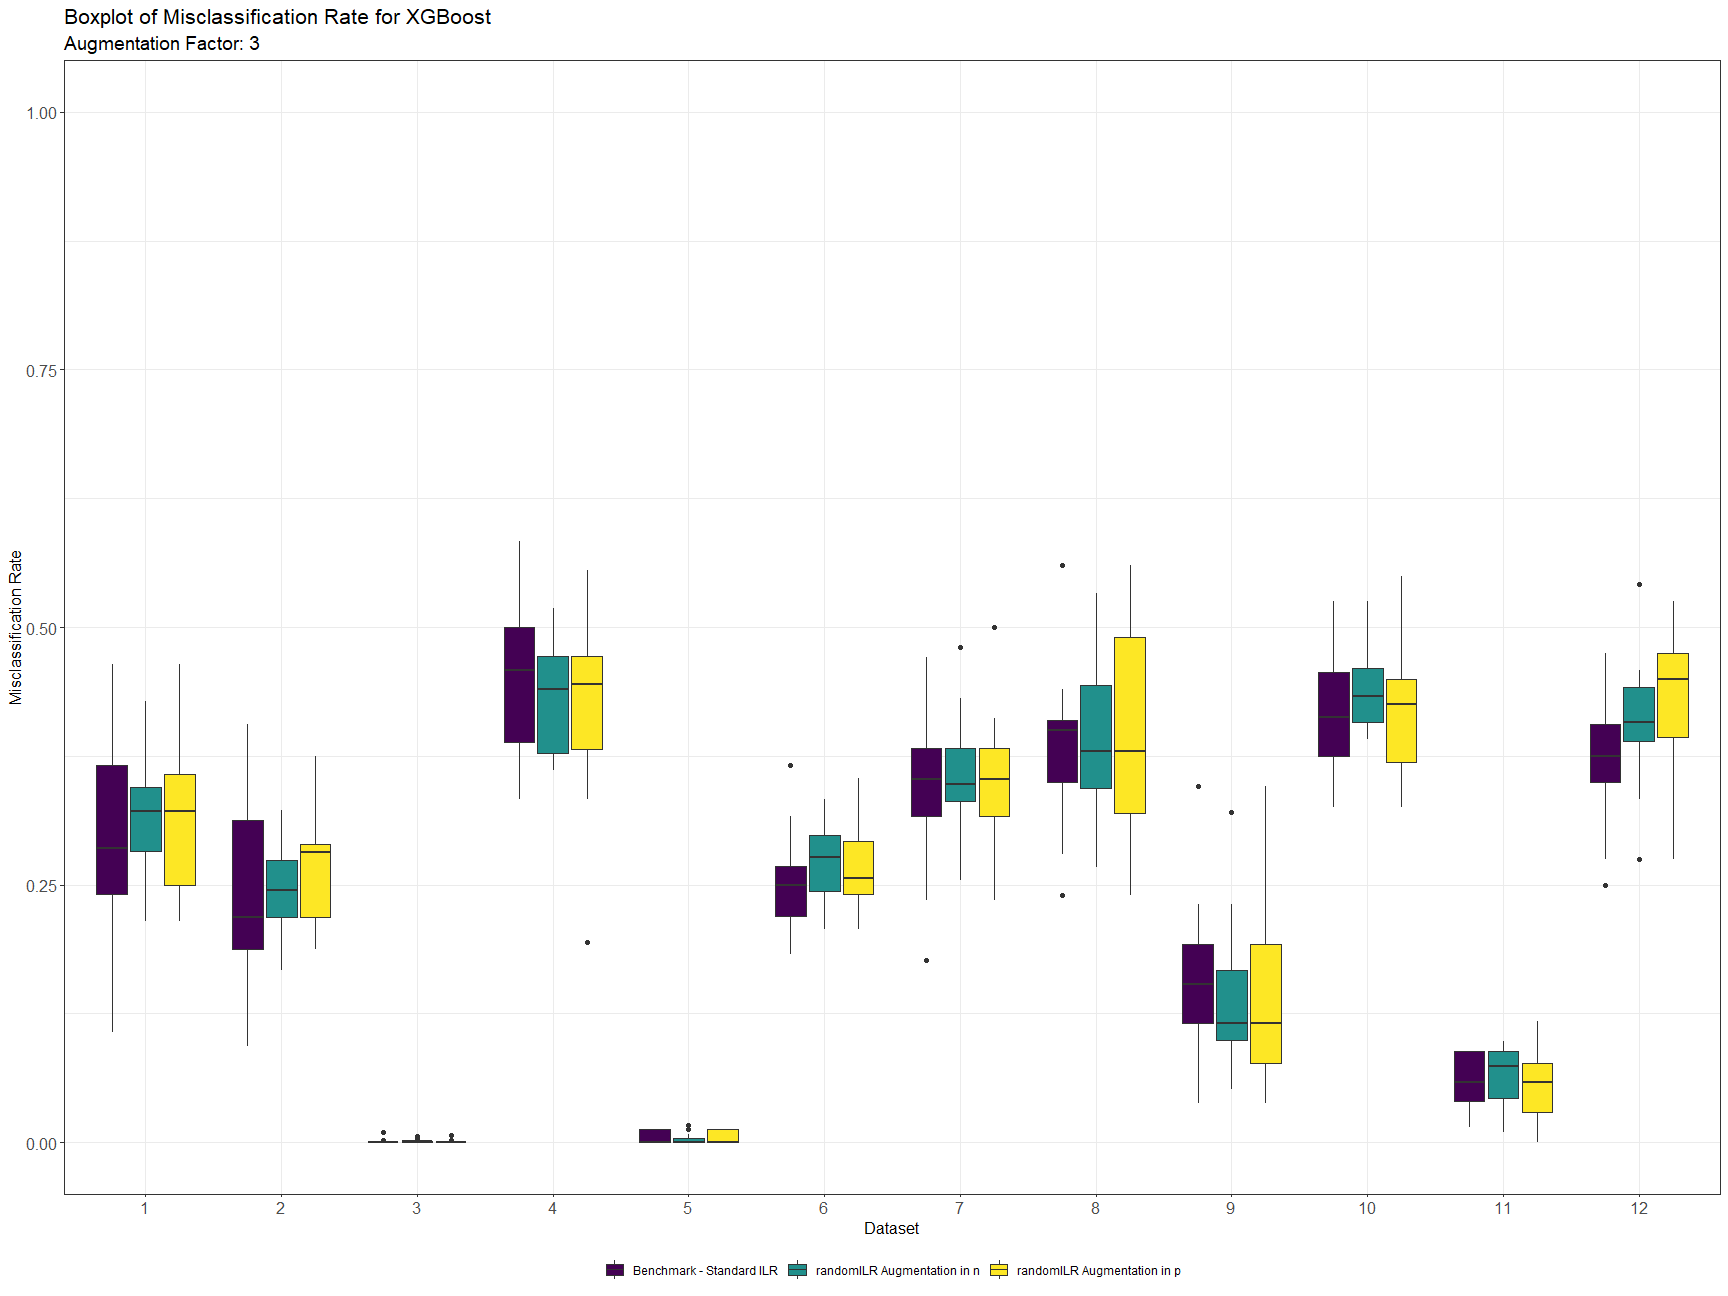 Boxplot of Misclassification Rate for XGBoost
Augmentation Factor: 3
Misclassification Rate
1.00
0.75
0.50
0.25
0.00
1 2 3 4 5 6 7 8 9 10 11 12
Dataset
Benchmark - Standard ILR randomILR Augmentation in n randomILR Augmentation in p